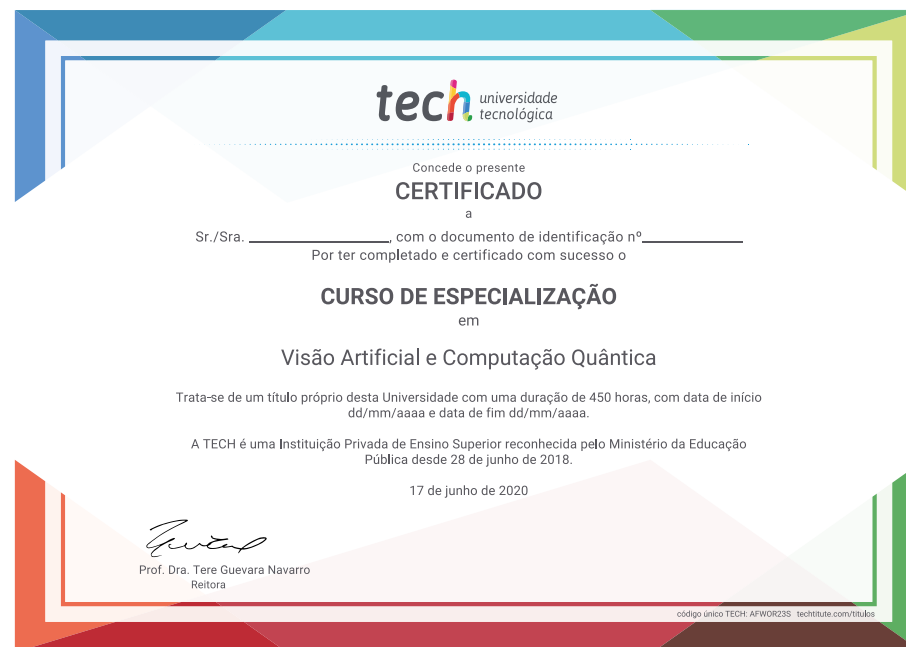 tech universidade
tecnológica
Concede o presente
CERTIFICADO
a
Sr./Sra. ____________________, com o documento de identificação nº______________
Por ter completado e certificado com sucesso o
CURSO DE ESPECIALIZAÇÃO
em
Visão Artificial e Computação Quântica
Trata-se de um título próprio desta Universidade com uma duração de 450 horas, com data de início
dd/mm/aaaa e data de fim dd/mm/aaaa.
A TECH é uma Instituição Privada de Ensino Superior reconhecida pelo Ministério da Educação
Pública desde 28 de junho de 2018.
17 de junho de 2020
Prof. Dra. Tere Guevara Navarro
Reitora
código único TECH: AFWOR23S techtitute.com/titulos